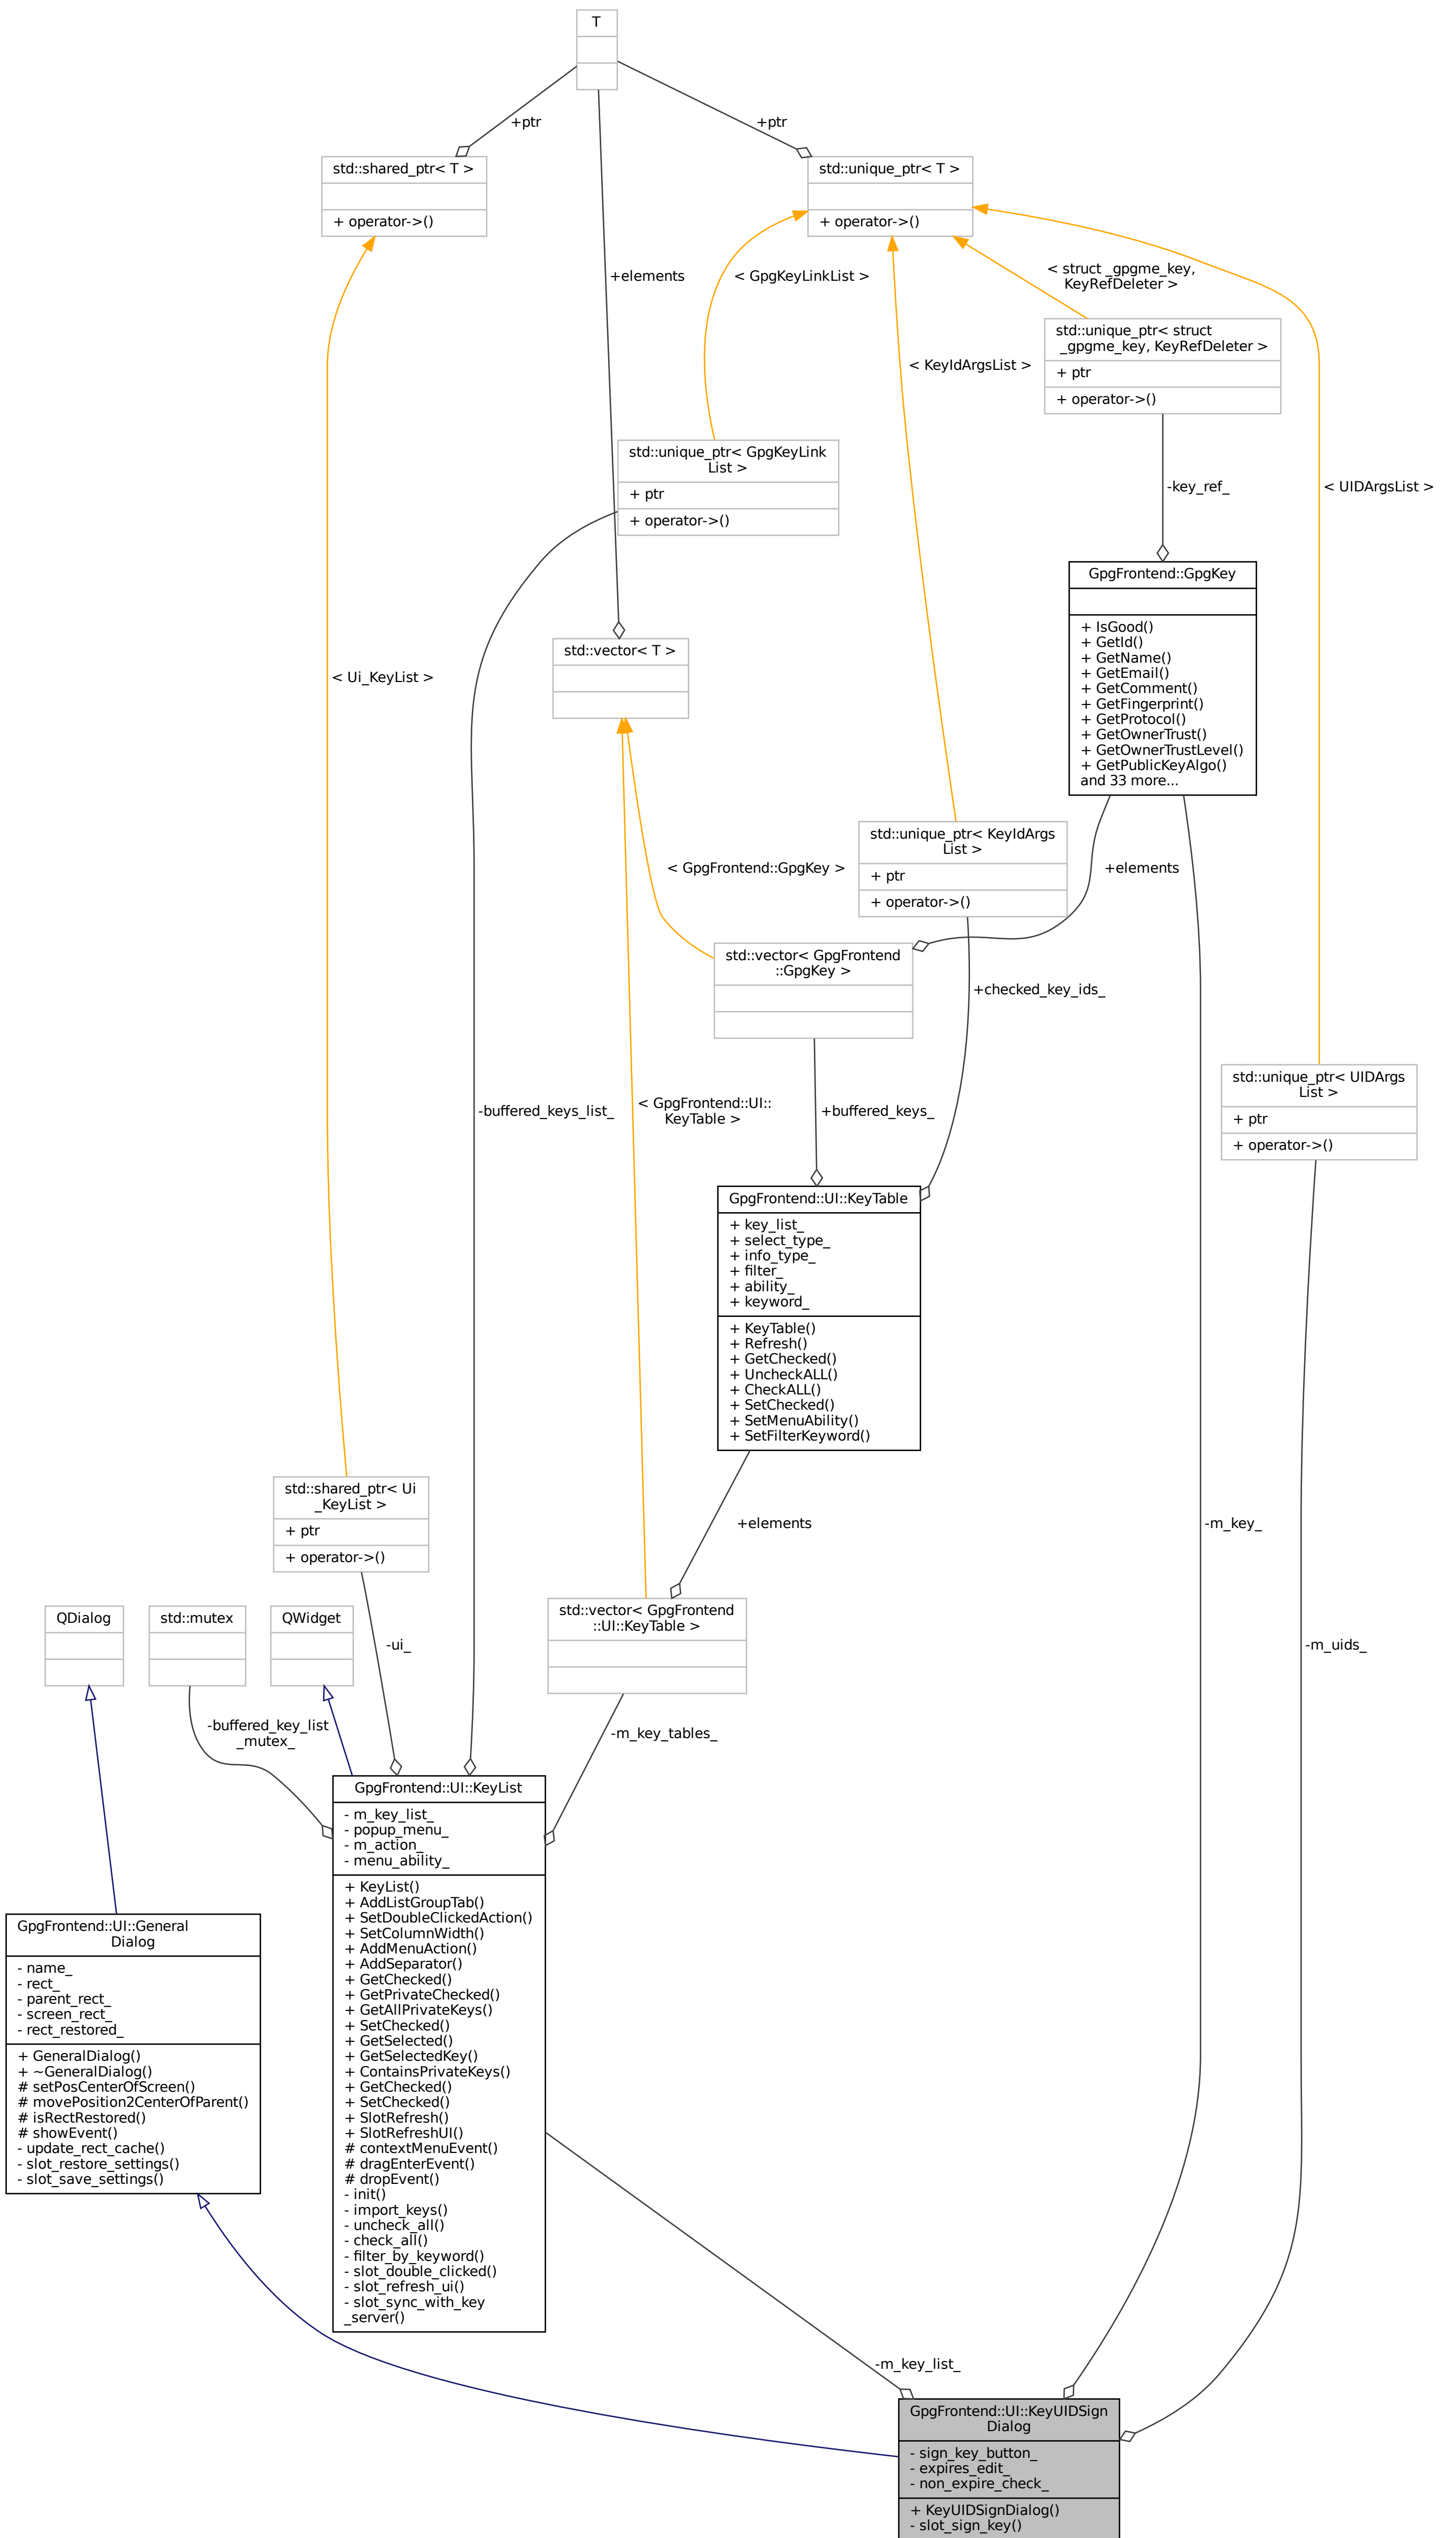 T
+ptr
+ptr
std::shared_ptr< T >
+ operator->()
std::unique_ptr< T >
+ operator->()
+elements
< GpgKeyLinkList >
< struct _gpgme_key,
KeyRefDeleter >
std::unique_ptr< struct
_gpgme_key, KeyRefDeleter >
+ ptr
+ operator->()
< KeyIdArgsList >
std::unique_ptr< GpgKeyLink
List >
+ ptr
+ operator->()
-key_ref_
< UIDArgsList >
GpgFrontend::GpgKey
+ IsGood()
+ GetId()
+ GetName()
+ GetEmail()
+ GetComment()
+ GetFingerprint()
+ GetProtocol()
+ GetOwnerTrust()
+ GetOwnerTrustLevel()
+ GetPublicKeyAlgo()
and 33 more...
std::vector< T >
< Ui_KeyList >
std::unique_ptr< KeyIdArgs
List >
+ ptr
+ operator->()
< GpgFrontend::GpgKey >
+elements
std::vector< GpgFrontend
::GpgKey >
+checked_key_ids_
std::unique_ptr< UIDArgs
List >
+ ptr
+ operator->()
-buffered_keys_list_
< GpgFrontend::UI::
KeyTable >
+buffered_keys_
GpgFrontend::UI::KeyTable
+ key_list_
+ select_type_
+ info_type_
+ filter_
+ ability_
+ keyword_
+ KeyTable()
+ Refresh()
+ GetChecked()
+ UncheckALL()
+ CheckALL()
+ SetChecked()
+ SetMenuAbility()
+ SetFilterKeyword()
std::shared_ptr< Ui
_KeyList >
+ ptr
+ operator->()
+elements
-m_key_
QDialog
std::mutex
QWidget
-ui_
std::vector< GpgFrontend
::UI::KeyTable >
-m_uids_
-buffered_key_list
_mutex_
-m_key_tables_
GpgFrontend::UI::KeyList
- m_key_list_
- popup_menu_
- m_action_
- menu_ability_
+ KeyList()
+ AddListGroupTab()
+ SetDoubleClickedAction()
+ SetColumnWidth()
+ AddMenuAction()
+ AddSeparator()
+ GetChecked()
+ GetPrivateChecked()
+ GetAllPrivateKeys()
+ SetChecked()
+ GetSelected()
+ GetSelectedKey()
+ ContainsPrivateKeys()
+ GetChecked()
+ SetChecked()
+ SlotRefresh()
+ SlotRefreshUI()
# contextMenuEvent()
# dragEnterEvent()
# dropEvent()
- init()
- import_keys()
- uncheck_all()
- check_all()
- filter_by_keyword()
- slot_double_clicked()
- slot_refresh_ui()
- slot_sync_with_key
_server()
GpgFrontend::UI::General
Dialog
- name_
- rect_
- parent_rect_
- screen_rect_
- rect_restored_
+ GeneralDialog()
+ ~GeneralDialog()
# setPosCenterOfScreen()
# movePosition2CenterOfParent()
# isRectRestored()
# showEvent()
- update_rect_cache()
- slot_restore_settings()
- slot_save_settings()
-m_key_list_
GpgFrontend::UI::KeyUIDSign
Dialog
- sign_key_button_
- expires_edit_
- non_expire_check_
+ KeyUIDSignDialog()
- slot_sign_key()